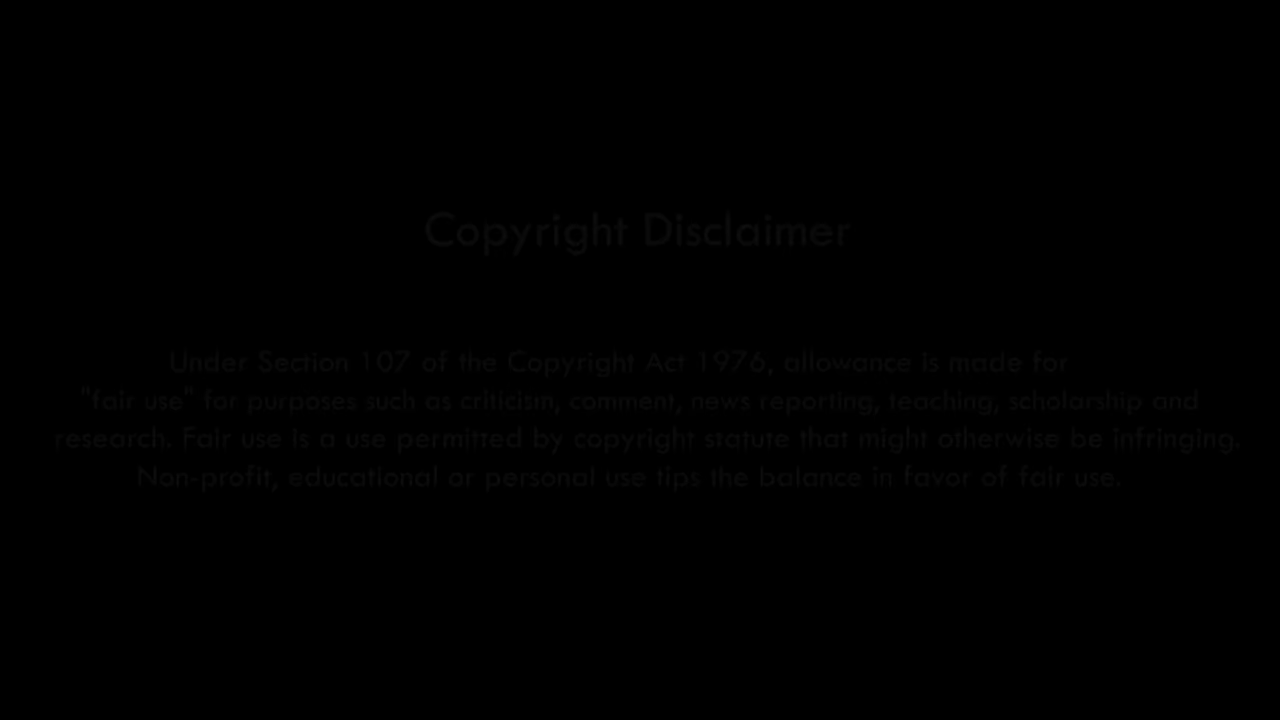 Copyright Disclaimer
Under Section 107 of the Copyright Act 1976, allowance is made for
"fair use" for purposes such as criticism, comment, news reporting, teaching, scholarship and
research. Fair use is a use permitted by copyright statute that might otherwise be infringing.
Non-profit, educational or personal use tips the balance in favor of fair use.